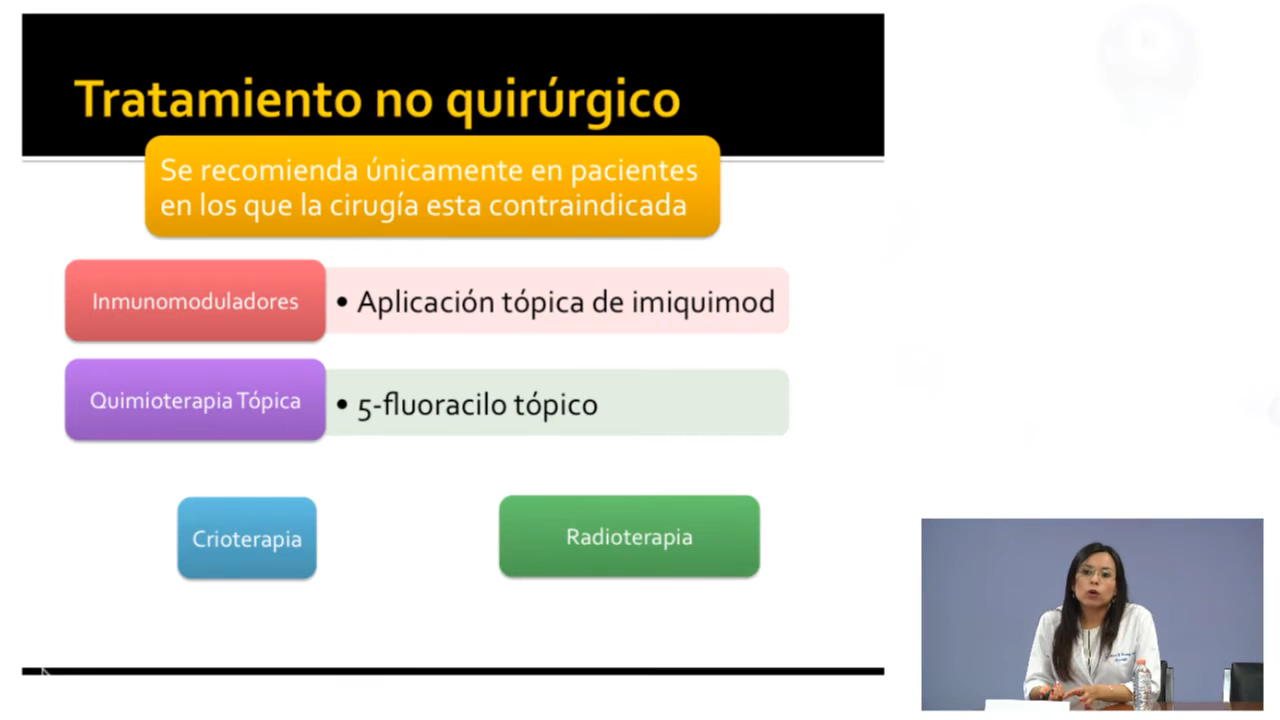 Tratamiento no quirúrgico
Se recomienda únicamente en pacientes
en los que la cirugía esta contraindicada
Inmunomoduladores
• Aplicación tópica de imiquimod
Quimioterapia Tópica
• 5-fluoracilo tópico
Crioterapia
Radioterapia